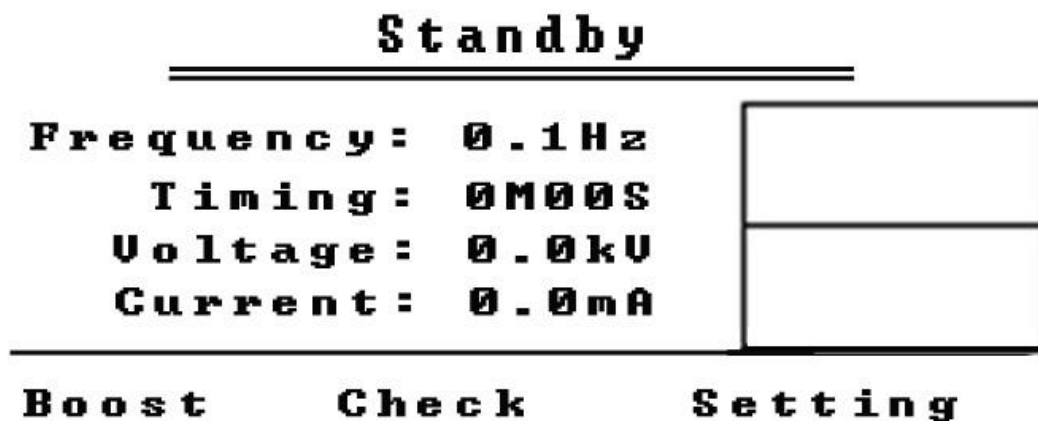 Standby
Frequency: 0.1Hz
Timing: 0M00S
Voltage: 0.0kV
Current: 0.0mA
Boost Check Setting